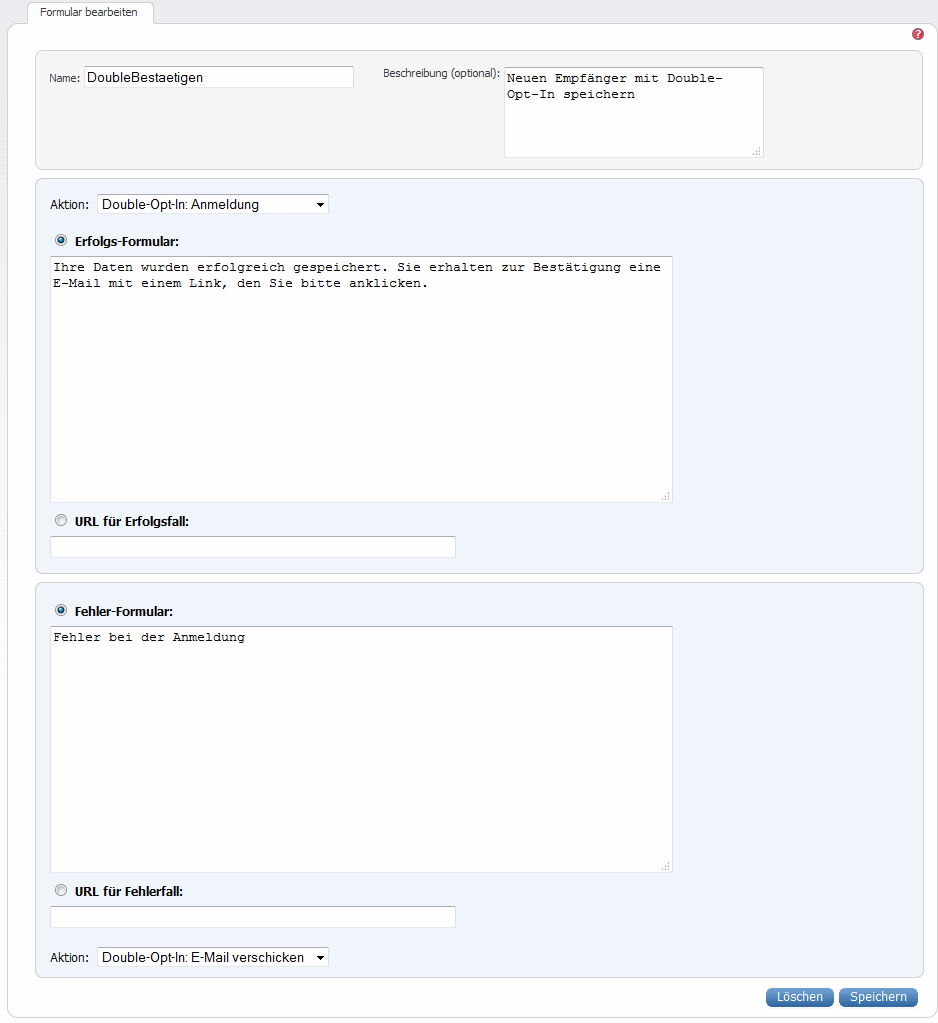 Formular bearbeiten
?
Name: DoubleBestaetigen
Beschreibung (optional): Neuen Empfänger mit Double-
Opt-In speichern
Aktion: Double-Opt-In: Anmeldung
Erfolgs-Formular:
Ihre Daten wurden erfolgreich gespeichert. Sie erhalten zur Bestätigung eine
E-Mail mit einem Link, den Sie bitte anklicken.
URL für Erfolgsfall:
Fehler-Formular:
Fehler bei der Anmeldung
URL für Fehlerfall:
Aktion: Double-Opt-In: E-Mail verschicken
Löschen Speichern